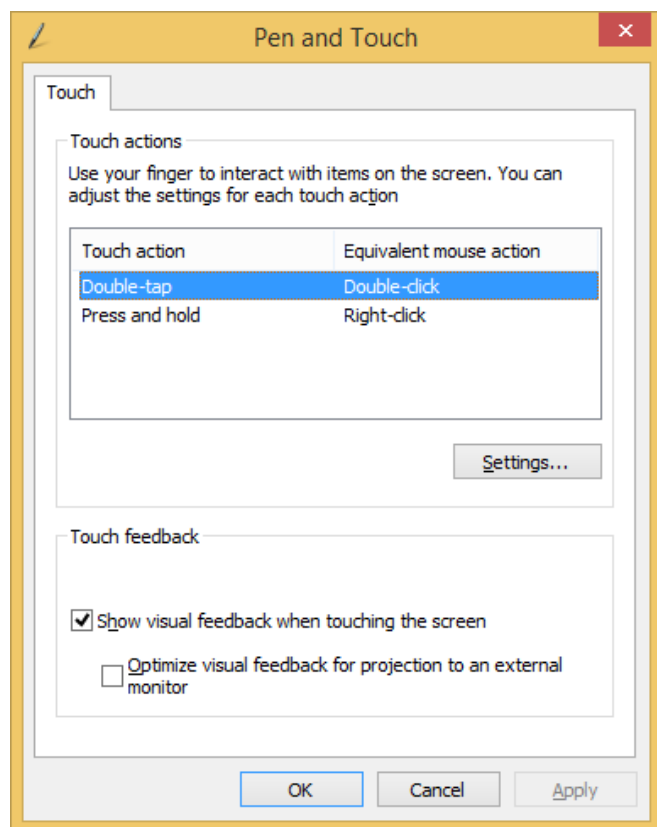 Pen and Touch
Touch
Touch actions
Use your finger to interact with items on the screen. You can
adjust the settings for each touch action
Touch action Equivalent mouse action
Double-tap Double-click
Press and hold Right-click
Settings...
Touch feedback
Show visual feedback when touching the screen
Optimize visual feedback for projection to an external
monitor
OK Cancel Apply